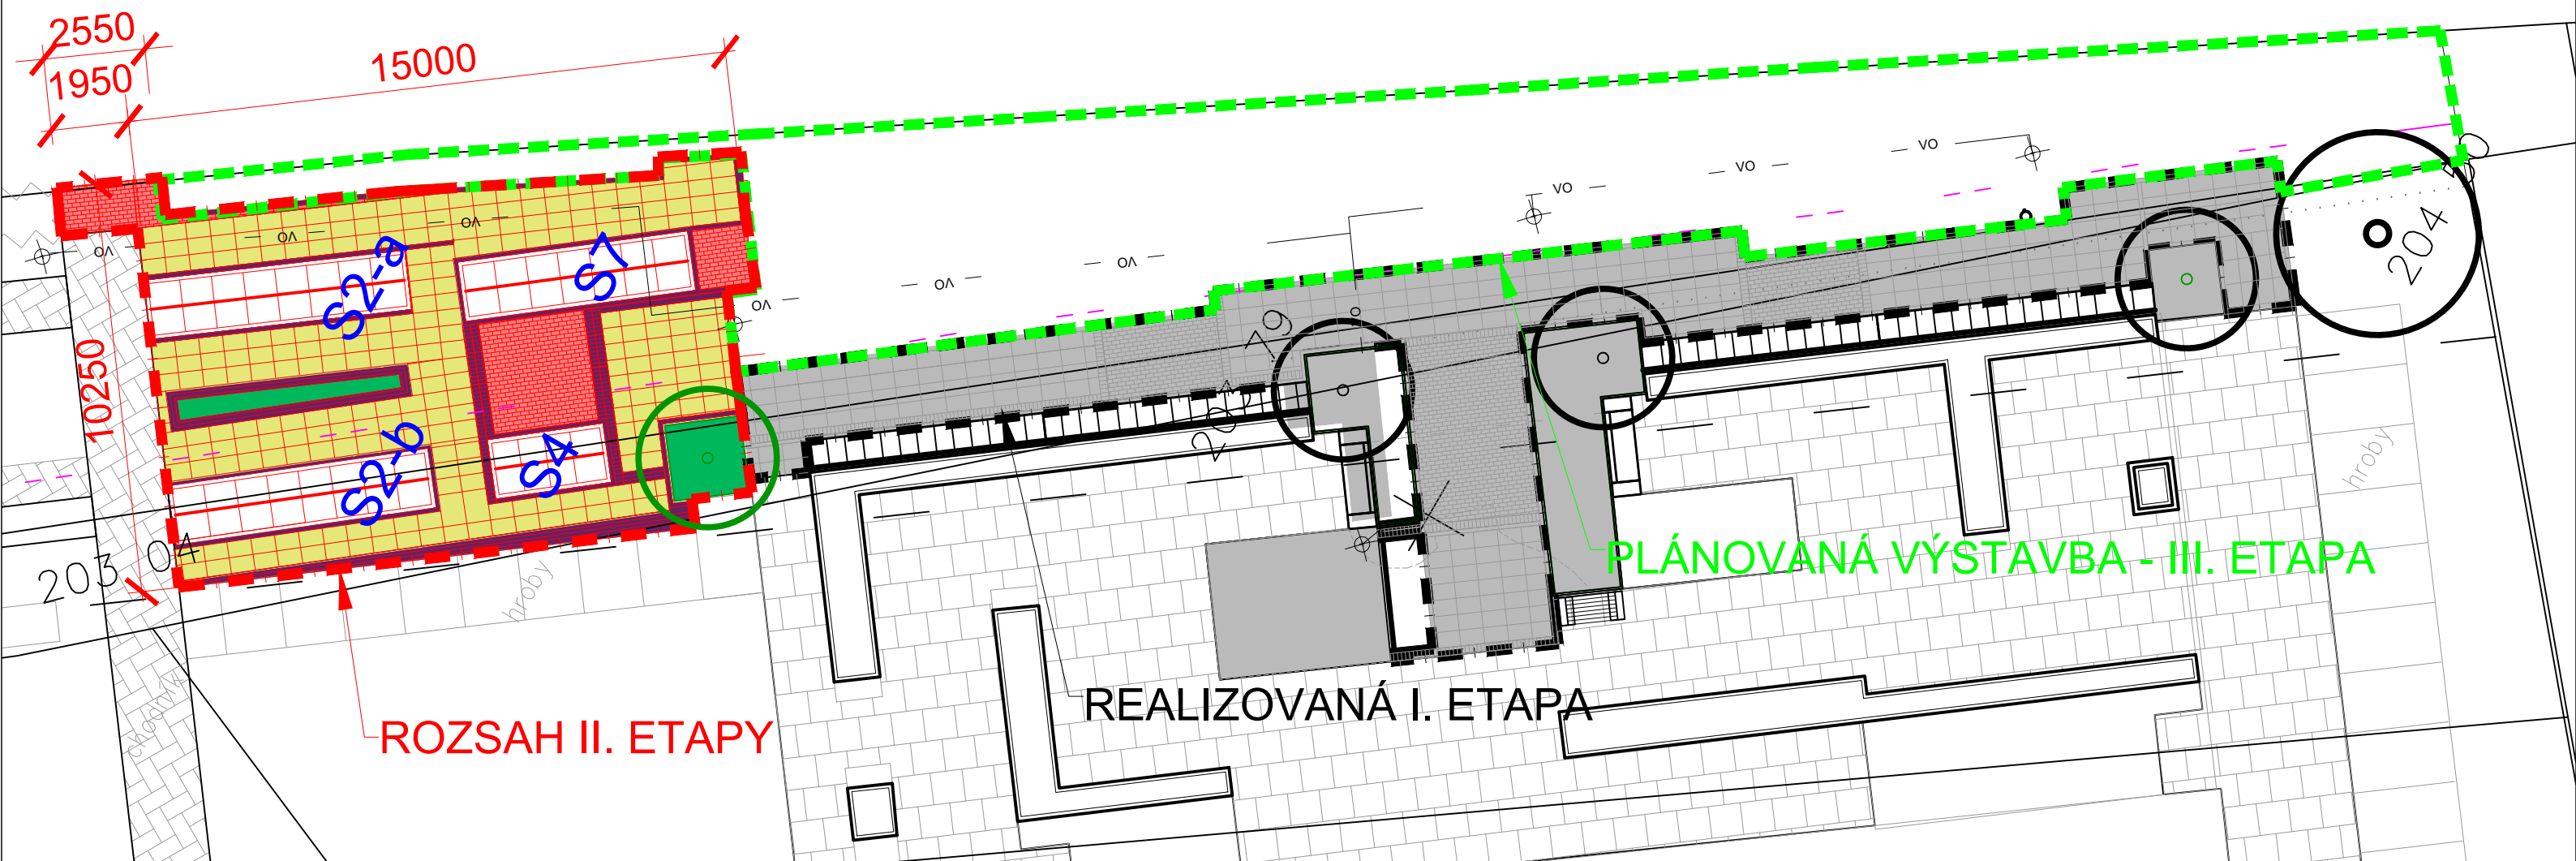 2550
1950
15000
VO
VO
VO
VO
VO
VO
VO
VO
VO
VO
S2-a
S7
10250
S2-b
S4
203 04
204 79
hroby
hroby
chodník
PLÁNOVANÁ VÝSTAVBA - III. ETAPA
REALIZOVANÁ I. ETAPA
ROZSAH II. ETAPY